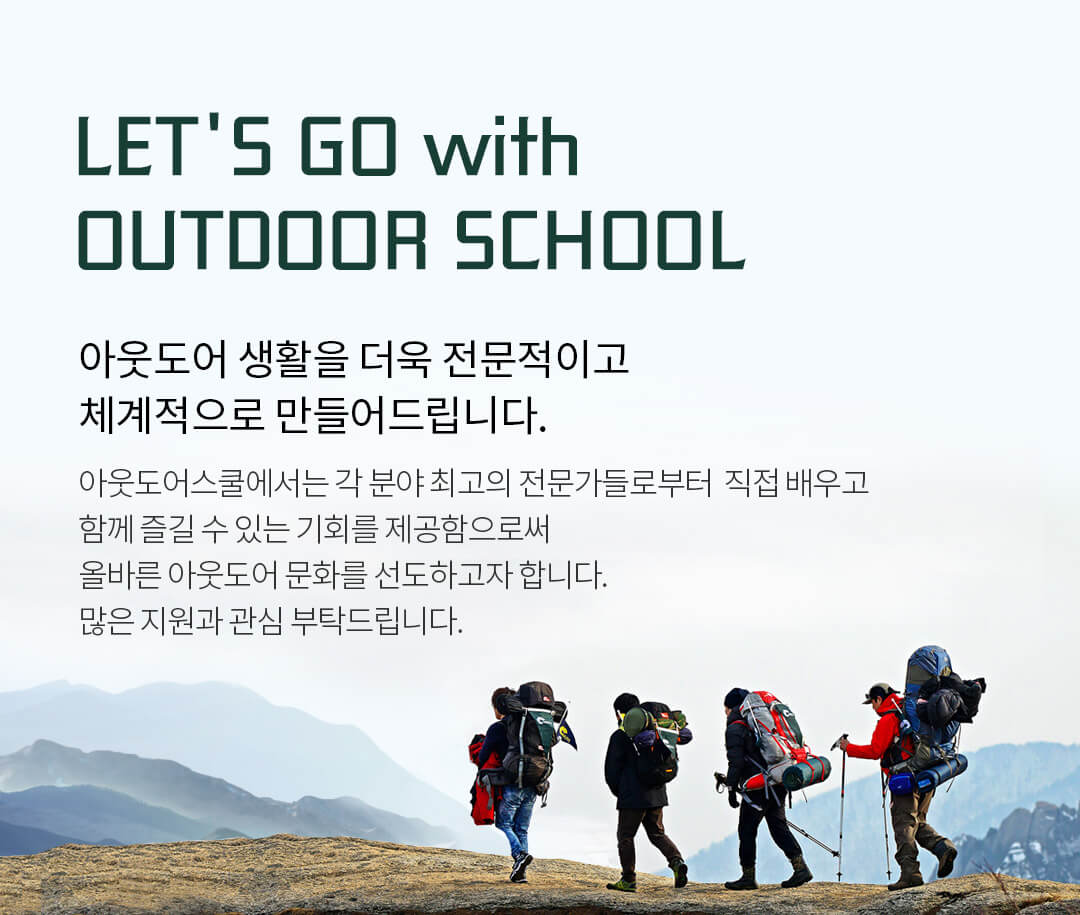 LET'S GO with
OUTDOOR SCHOOL
아웃도어 생활을 더욱 전문적이고
체계적으로 만들어드립니다.
아웃도어스쿨에서는 각 분야 최고의 전문가들로부터 직접 배우고
함께 즐길 수 있는 기회를 제공함으로써
올바른 아웃도어 문화를 선도하고자 합니다.
많은 지원과 관심 부탁드립니다.